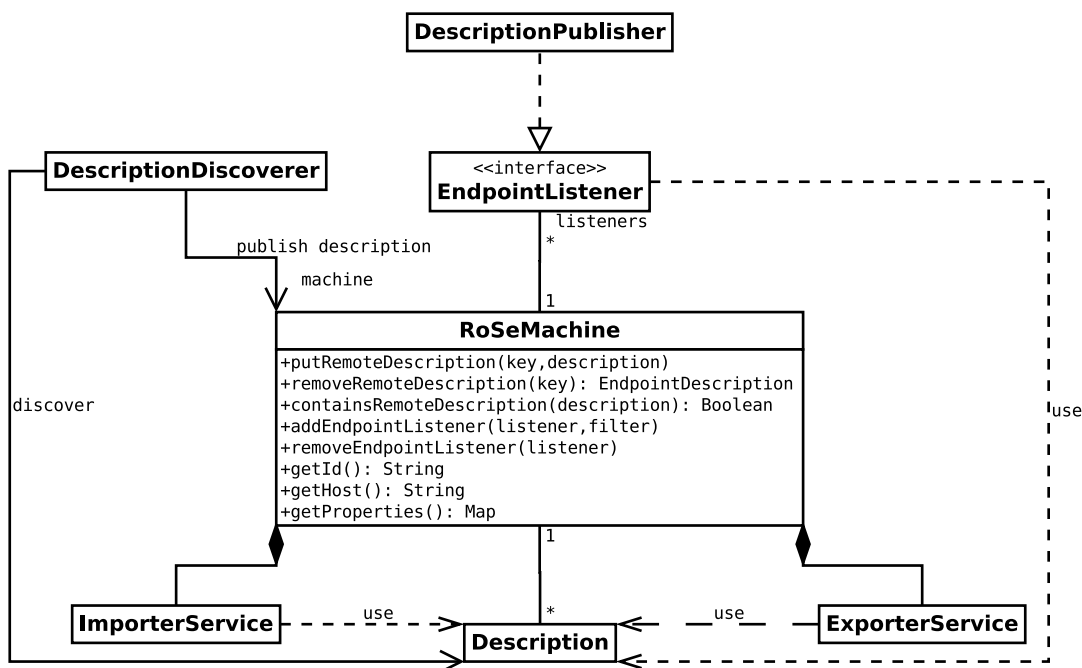 DescriptionPublisher
<<interface>>
EndpointListener
DescriptionDiscoverer
listeners
*
publish description
machine
1
RoSeMachine
+putRemoteDescription(key,description)
+removeRemoteDescription(key): EndpointDescription
+containsRemoteDescription(description): Boolean
+addEndpointListener(listener,filter)
+removeEndpointListener(listener)
+getId(): String
+getHost(): String
+getProperties(): Map
discover
use
1
*
use
use
ImporterService
Description
ExporterService